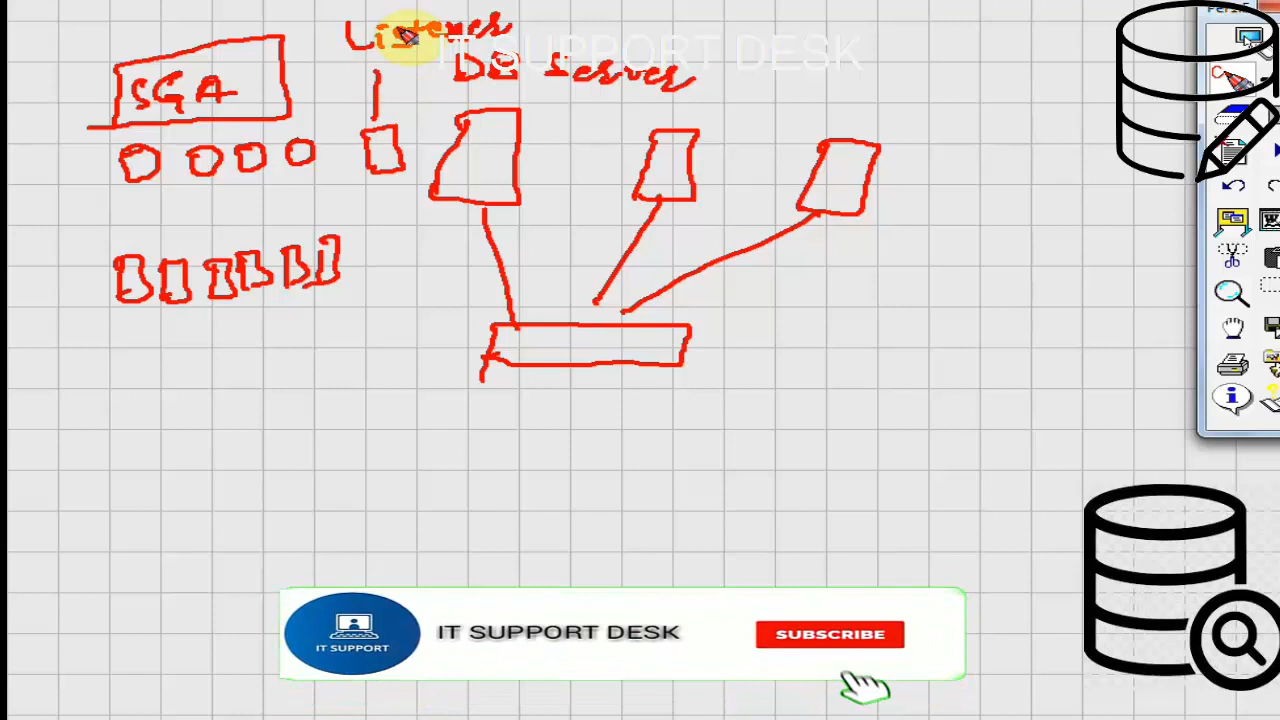 Listener
IT SUPPORT DESK
DB Server
SGA
IT SUPPORT
IT SUPPORT DESK
SUBSCRIBE